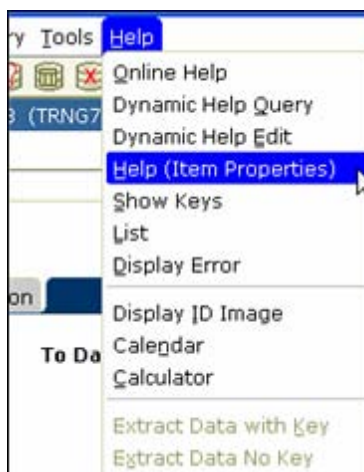 Tools Help
Online Help
Dynamic Help Query
Dynamic Help Edit
(TRNG7
Help (Item Properties)
Show Keys
List
Display Error
on
Display ID Image
To Da
Calendar
Calculator
Extract Data with Key
Extract Data No Key